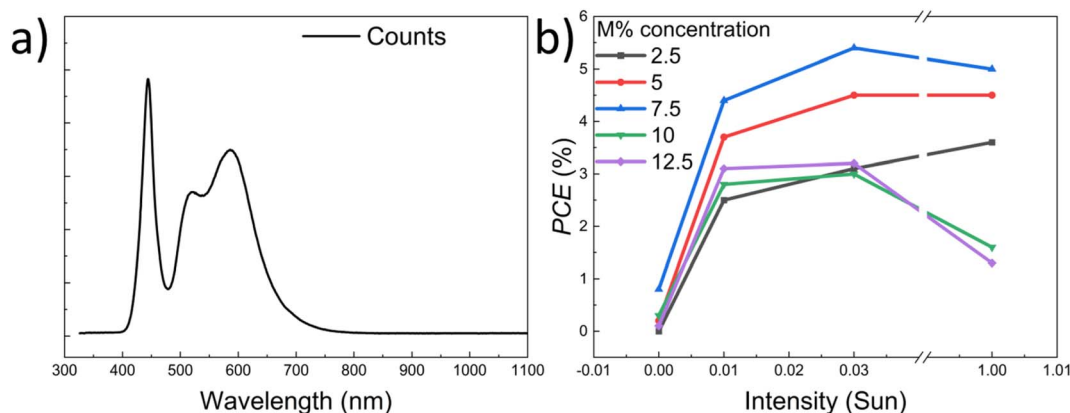 a)
Counts
300 400 500 600 700 800 900 1000 1100
Wavelength (nm)
b)
M% concentration
2.5
5
7.5
10
12.5
6
5
4
3
2
1
0
PCE (%)
-0.01 0.00 0.01 0.02 0.03 1.00 1.01
Intensity (Sun)